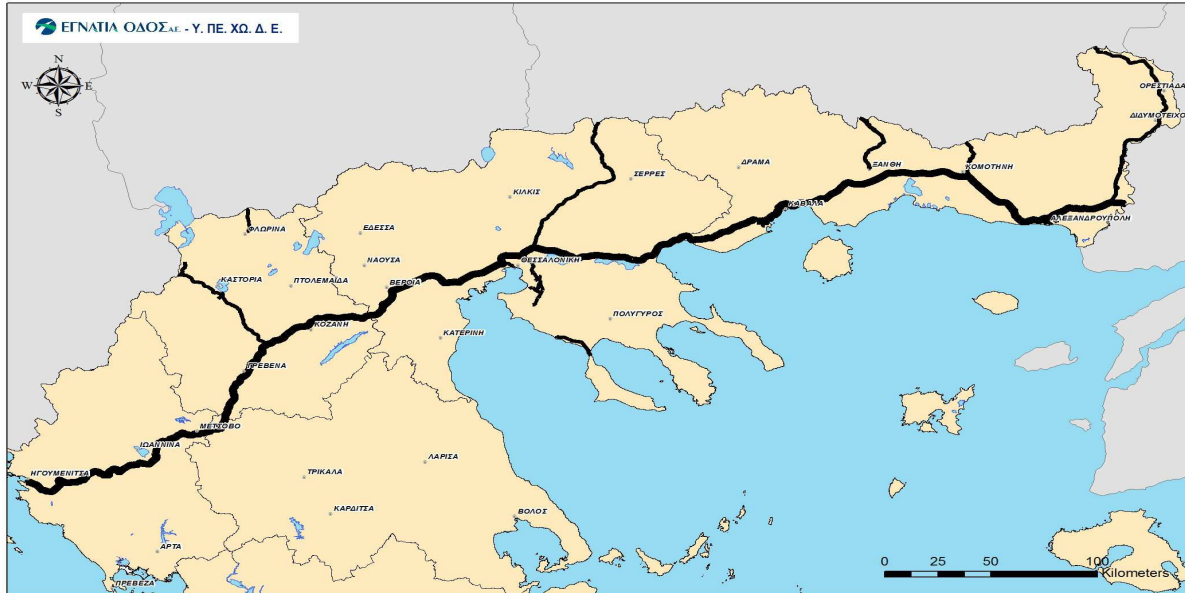 ΕΓΝΑΤΙΑ ΟΔΟΣ Α.Ε. - Υ. ΠΕ. ΧΩ. Δ. Ε.
N
W E
S
ΟΡΕΣΤΙΑΔΑ
ΔΙΔΥΜΟΤΕΙΧΟ
ΞΑΝΘΗ
ΚΟΜΟΤΗΝΗ
ΔΡΑΜΑ
ΣΕΡΡΕΣ
ΚΙΛΚΙΣ
ΚΑΒΑΛΑ
ΑΛΕΞΑΝΔΡΟΥΠΟΛΗ
ΦΛΩΡΙΝΑ
ΕΔΕΣΣΑ
ΝΑΟΥΣΑ
ΘΕΣΣΑΛΟΝΙΚΗ
ΚΑΣΤΟΡΙΑ
ΠΤΟΛΕΜΑΙΔΑ
ΒΕΡΟΙΑ
ΠΟΛΥΓΥΡΟΣ
ΚΟΖΑΝΗ
ΚΑΤΕΡΙΝΗ
ΓΡΕΒΕΝΑ
ΜΕΤΣΟΒΟ
ΙΩΑΝΝΙΝΑ
ΗΓΟΥΜΕΝΙΤΣΑ
ΛΑΡΙΣΑ
ΤΡΙΚΑΛΑ
ΚΑΡΔΙΤΣΑ
ΒΟΛΟΣ
ΑΡΤΑ
ΠΡΕΒΕΖΑ
0 25 50 100
Kilometers